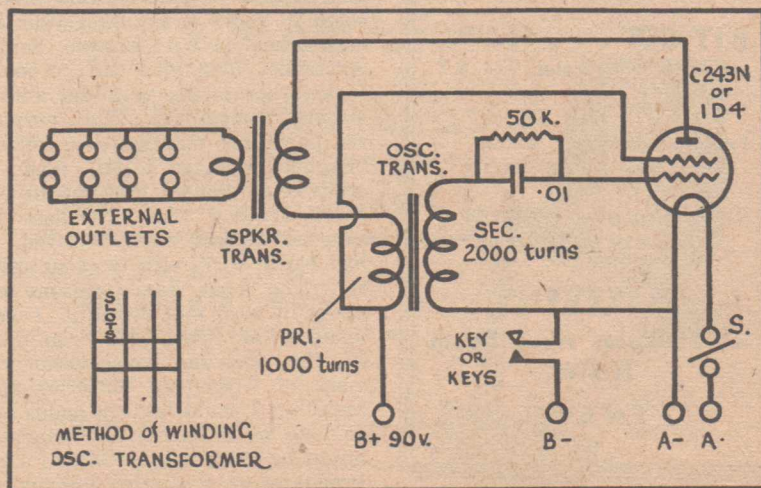 C243N
or
1D4
50 K.
OSC.
TRANS.
.01
EXTERNAL
OUTLETS
SPKR.
TRANS.
SEC.
2000 turns
SLOTS
PRI.
1000 turns
KEY
OR
KEYS
S.
B+ 90v.
B-
A-
A.
METHOD of WINDING
OSC. TRANSFORMER